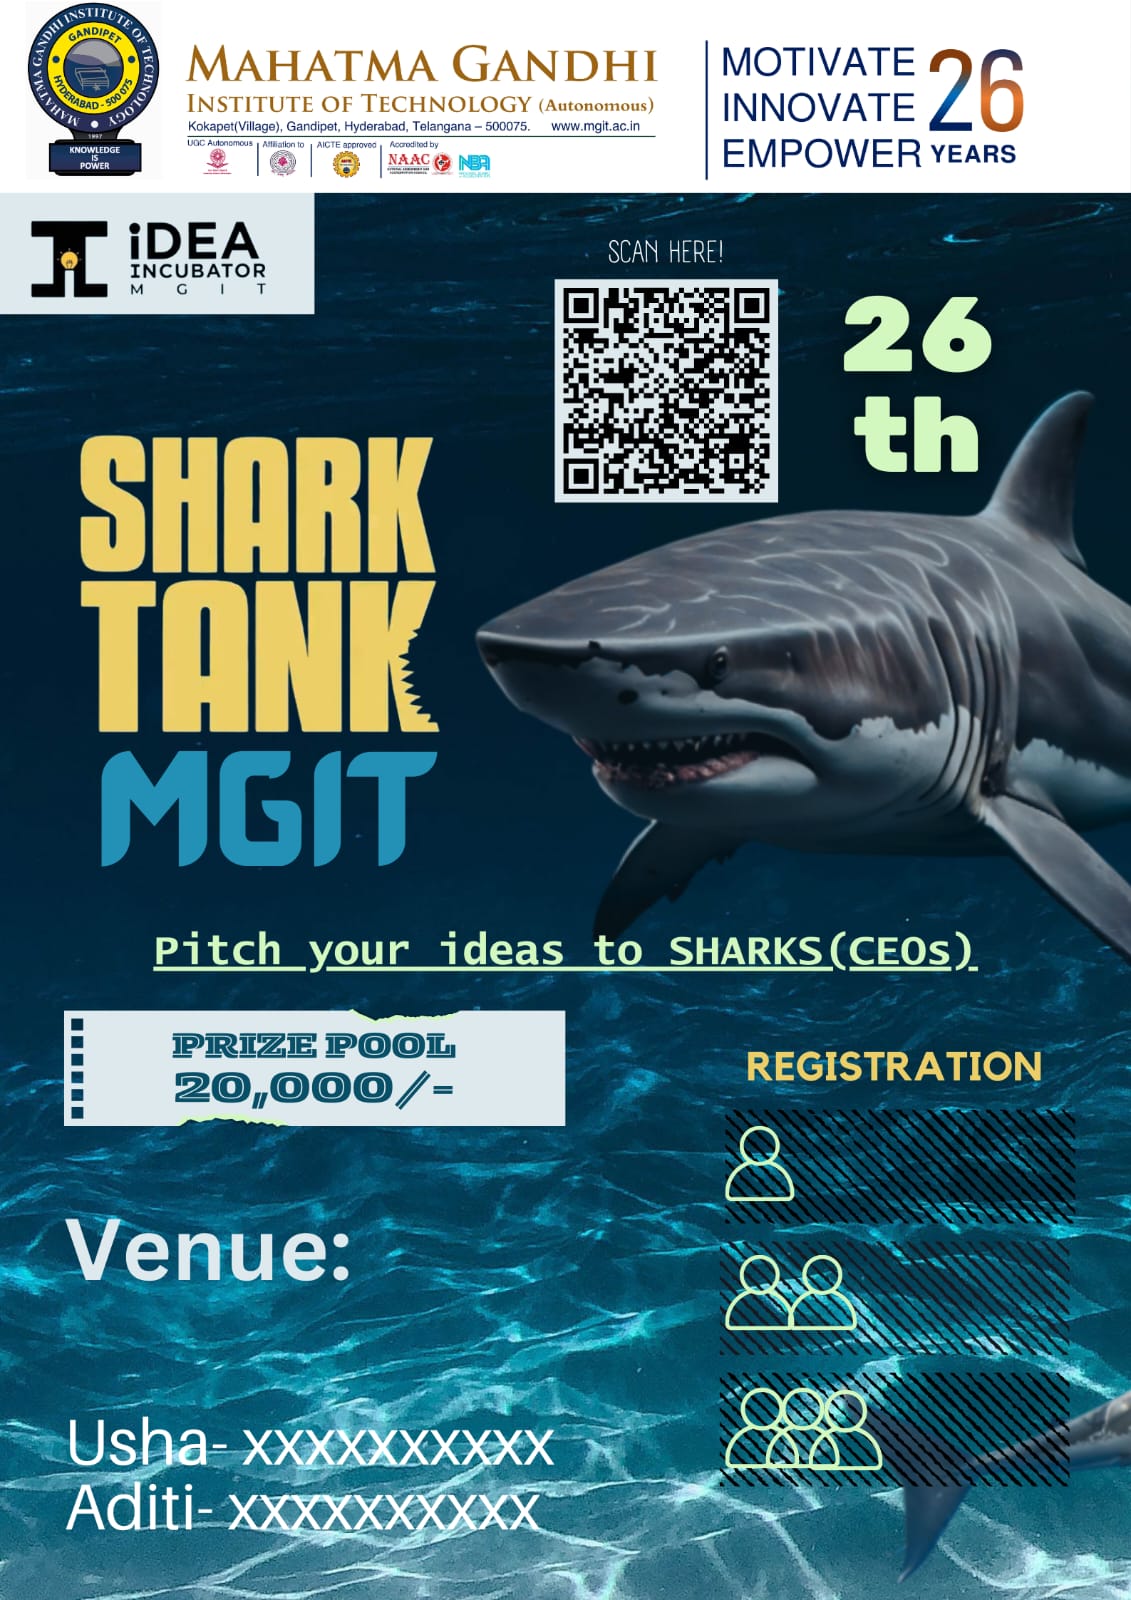 MAHATMA GANDHI INSTITUTE OF TECHNOLOGY
GANDIPET
HYDERABAD - 500 075
1997
KNOWLEDGE
IS
POWER
MAHATMA GANDHI
INSTITUTE OF TECHNOLOGY (Autonomous)
Kokapet(Village), Gandipet, Hyderabad, Telangana – 500075. www.mgit.ac.in
UGC Autonomous
Affiliation to
AICTE approved
Accredited by
NAAC
NBA
MOTIVATE
INNOVATE
EMPOWER
26
YEARS
iDEA
INCUBATOR
MGIT
SCAN HERE!
26
th
SHARK
TANK
MGIT
Pitch your ideas to SHARKS(CEOs)
PRIZE POOL
20,000/-
REGISTRATION
Venue:
Usha- xxxxxxxxxx
Aditi- xxxxxxxxxx